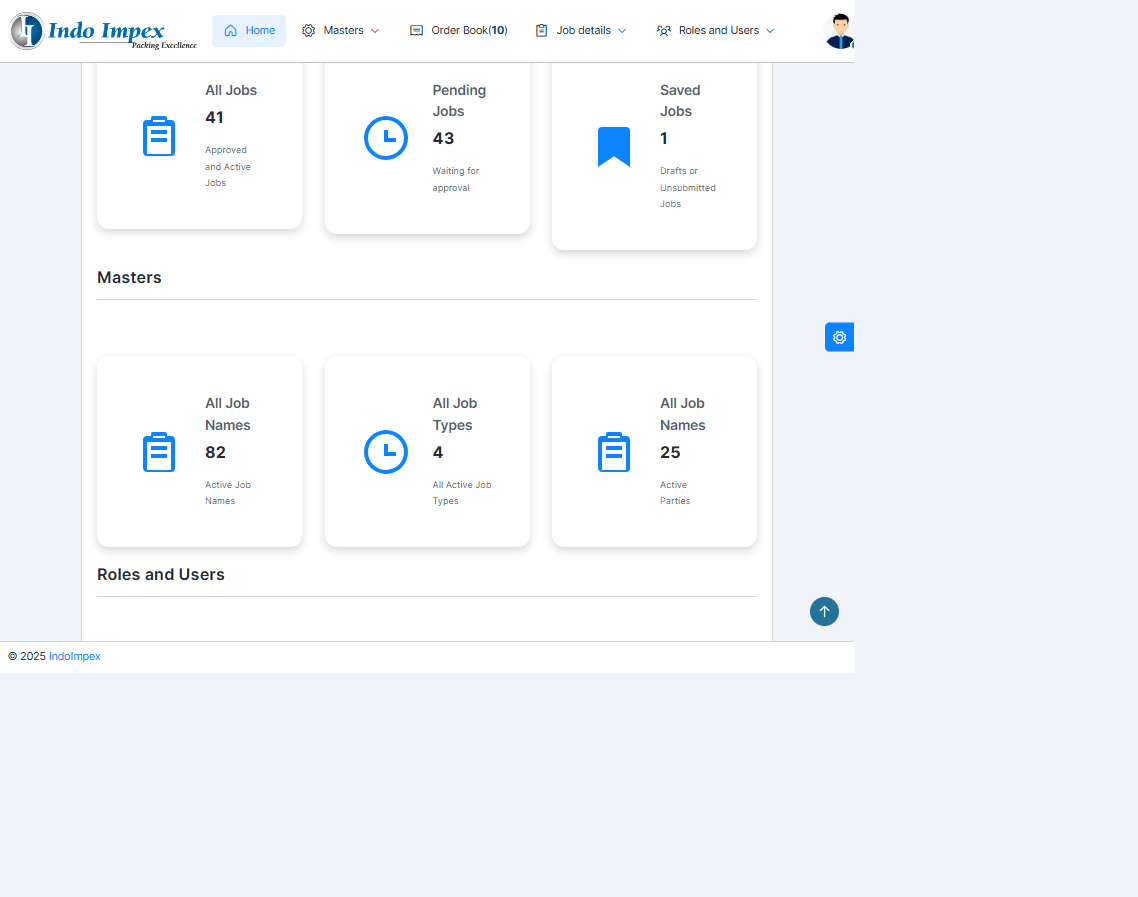 Indo Impex
Packing Excellence
Home
Masters
Order Book(10)
Job details
Roles and Users
All Jobs
41
Approved
and Active
Jobs
Pending
Jobs
43
Waiting for
approval
Saved
Jobs
1
Drafts or
Unsubmitted
Jobs
Masters
All Job
Names
82
Active Job
Names
All Job
Types
4
All Active Job
Types
All Job
Names
25
Active
Parties
Roles and Users
© 2025 IndoImpex